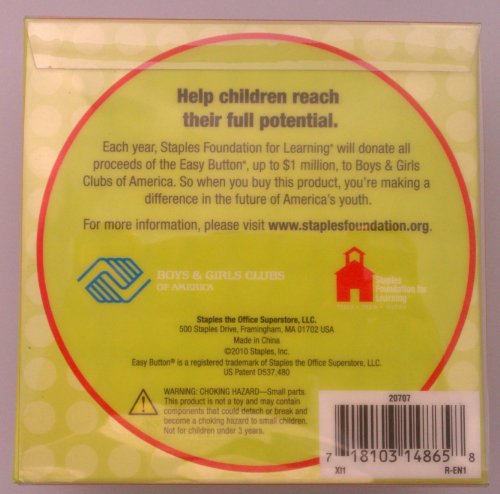 Help children reach
their full potential.
Each year, Staples Foundation for Learning® will donate all
proceeds of the Easy Button®, up to $1 million, to Boys & Girls
Clubs of America. So when you buy this product, you're making a
difference in the future of America's youth.
For more information, please visit www.staplesfoundation.org.
BOYS & GIRLS CLUBS
OF AMERICA
Staples
Foundation for
Learning
Staples the Office Superstore, LLC.
500 Staples Drive, Framingham, MA 01702 USA
Made in China
©2010 Staples, Inc.
Easy Button® is a registered trademark of Staples the Office Superstore, LLC.
US Patent D537,480
WARNING: CHOKING HAZARD—Small parts.
This product is not a toy and may contain
components that could detach or break and
become a choking hazard to small children.
Not for children under 3 years.
20707
7 18103 14865 8
XI1 R-EN1